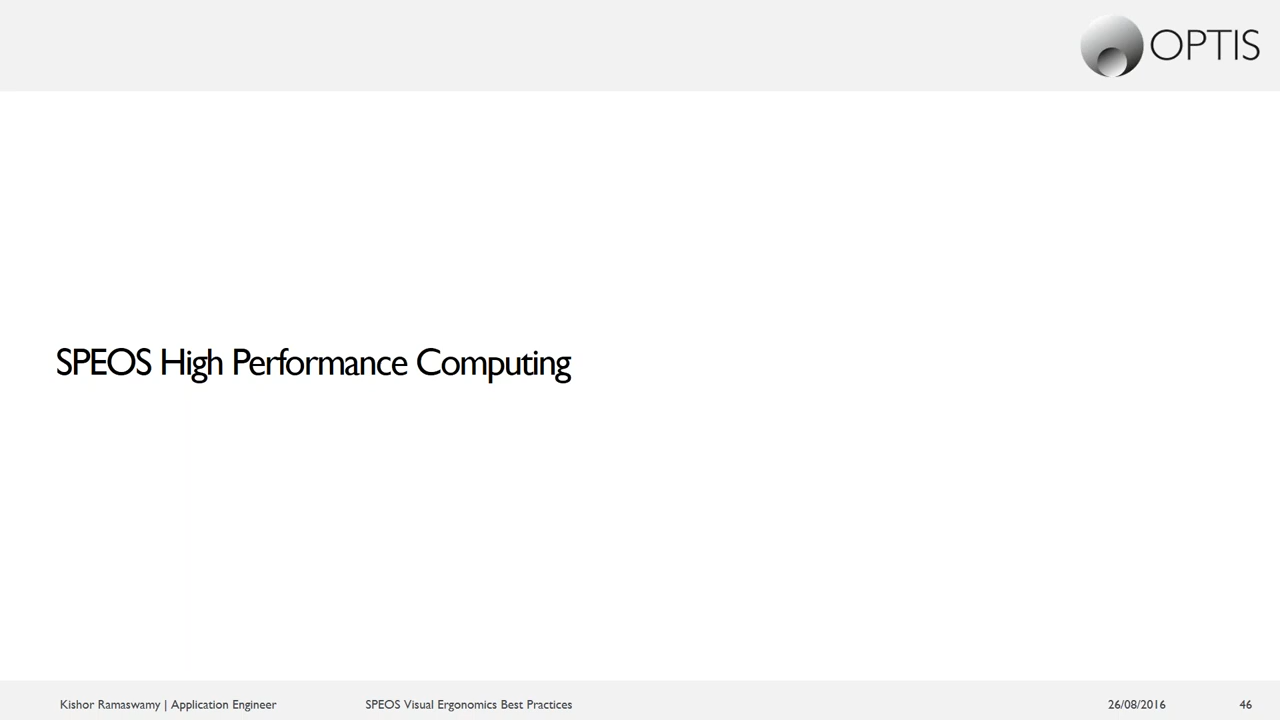 OPTIS
SPEOS High Performance Computing
Kishor Ramaswamy | Application Engineer SPEOS Visual Ergonomics Best Practices 26/08/2016 46